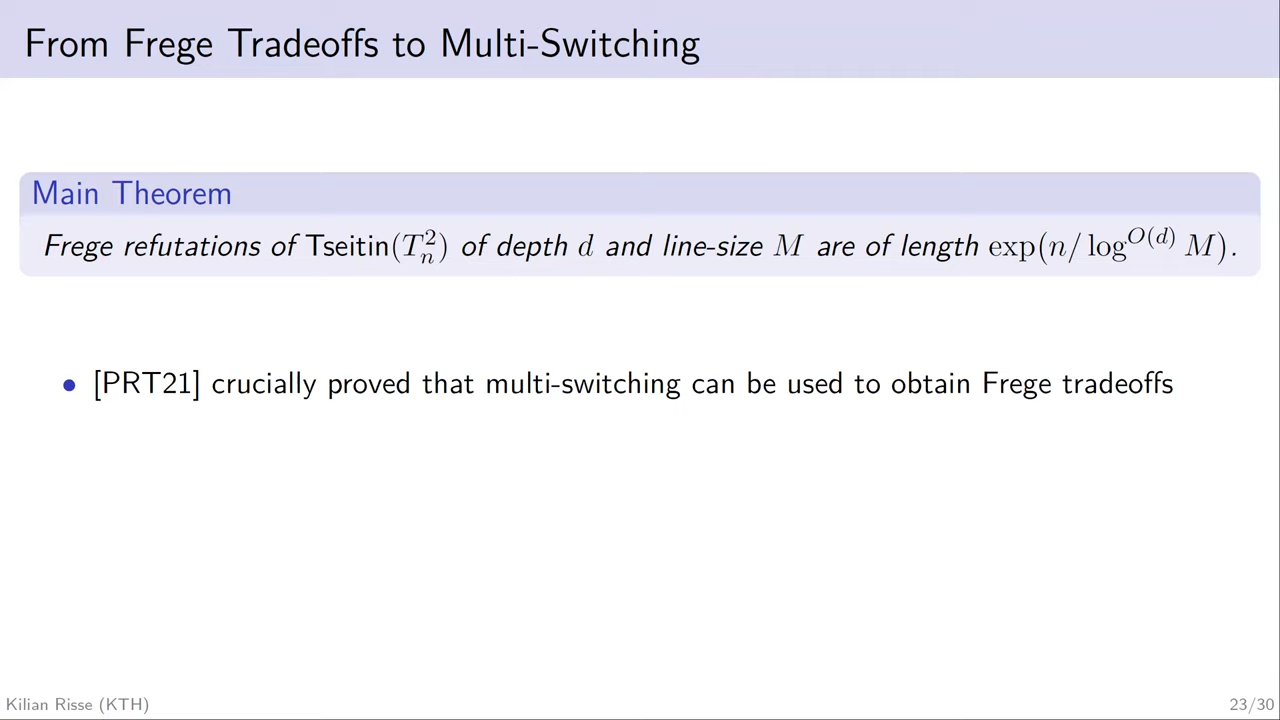 From Frege Tradeoffs to Multi-Switching
Main Theorem
Frege refutations of Tseitin($T_n^2$) of depth $d$ and line-size $M$ are of length $\exp(n/\log^{O(d)} M)$.
• [PRT21] crucially proved that multi-switching can be used to obtain Frege tradeoffs
Kilian Risse (KTH)
23/30